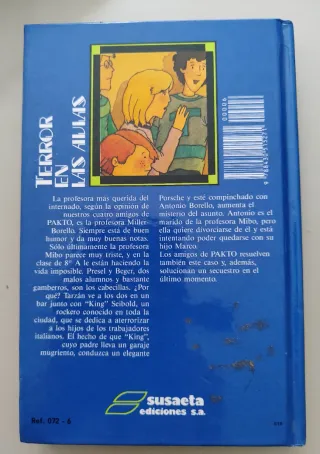 TERROR
EN
LAS AULAS
00006
La profesora más querida del
internado, según la opinión de
nuestros cuatro amigos de
PAKTO, es la profesora Miller-
Borello. Siempre está de buen
humor y da muy buenas notas.
Sólo últimamente la profesora
Mibo parece muy triste, y en la
clase de 8º A le están haciendo la
vida imposible. Presel y Beger, dos
malos alumnos y bastante
gamberros, son los cabecillas. ¿Por
qué? Tarzán ve a los dos en un
bar junto con "King" Seibold, un
rockero conocido en toda la
ciudad, que se dedica a aterrorizar
a los hijos de los trabajadores
italianos. El hecho de que "King",
cuyo padre lleva un garaje
mugriento, conduzca un elegante
Porsche y esté compinchado con
Antonio Borello, aumenta el
misterio del asunto. Antonio es el
marido de la profesora Mibo, pero
ella quiere divorciarse de él y está
intentando poder quedarse con su
hijo Marco.
Los amigos de PAKTO resuelven
también este caso y, además,
solucionan un secuestro en el
último momento.
susaeta
ediciones s.a.
Ref. 072 - 6